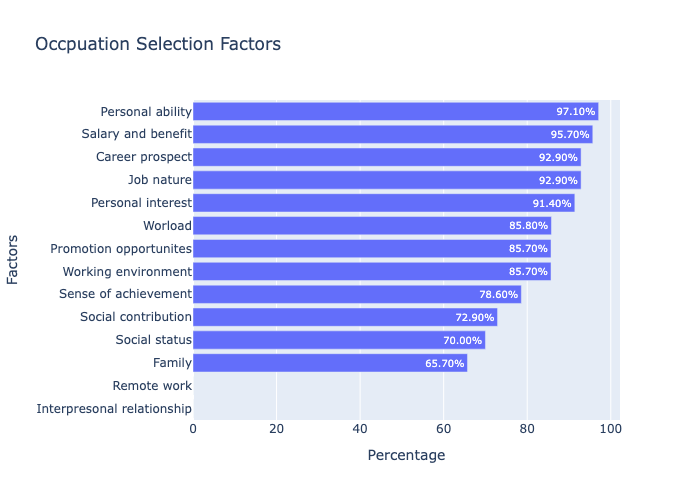 Occpuation Selection Factors
Personal ability 97.10%
Salary and benefit 95.70%
Career prospect 92.90%
Job nature 92.90%
Personal interest 91.40%
Worload 85.80%
Promotion opportunites 85.70%
Working environment 85.70%
Sense of achievement 78.60%
Social contribution 72.90%
Social status 70.00%
Family 65.70%
Remote work
Interpresonal relationship
Factors
0 20 40 60 80 100
Percentage